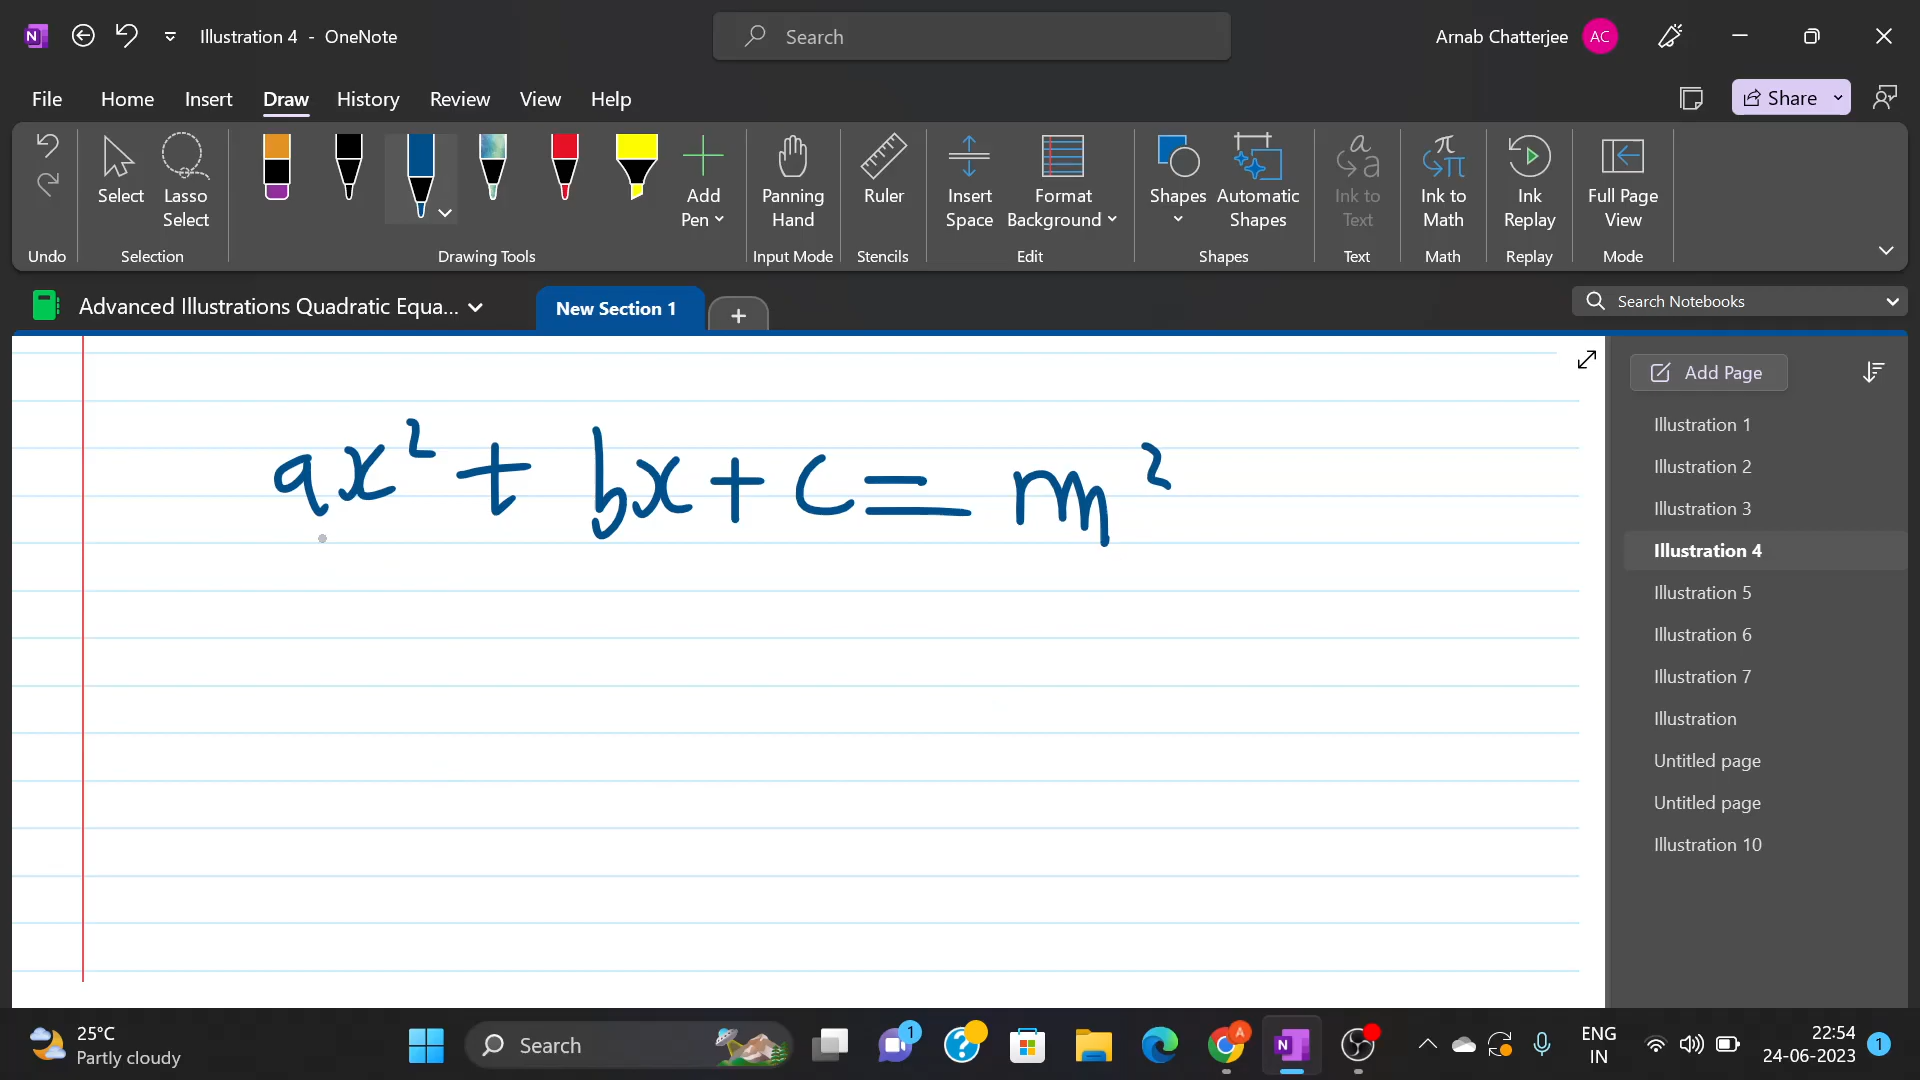 Illustration 4 - OneNote
Search
Arnab Chatterjee AC
File Home Insert Draw History Review View Help
Share
Select
Lasso Select
Add Pen
Panning Hand
Ruler
Insert Space
Format Background
Shapes
Automatic Shapes
Ink to Text
Ink to Math
Ink Replay
Full Page View
Undo Selection Drawing Tools Input Mode Stencils Edit Shapes Text Math Replay Mode
Advanced Illustrations Quadratic Equa...
New Section 1
Search Notebooks
ax² + bx + c = m²
Add Page
Illustration 1
Illustration 2
Illustration 3
Illustration 4
Illustration 5
Illustration 6
Illustration 7
Illustration
Untitled page
Untitled page
Illustration 10
25°C
Partly cloudy
Search
1
A
ENG
IN
22:54
24-06-2023
1